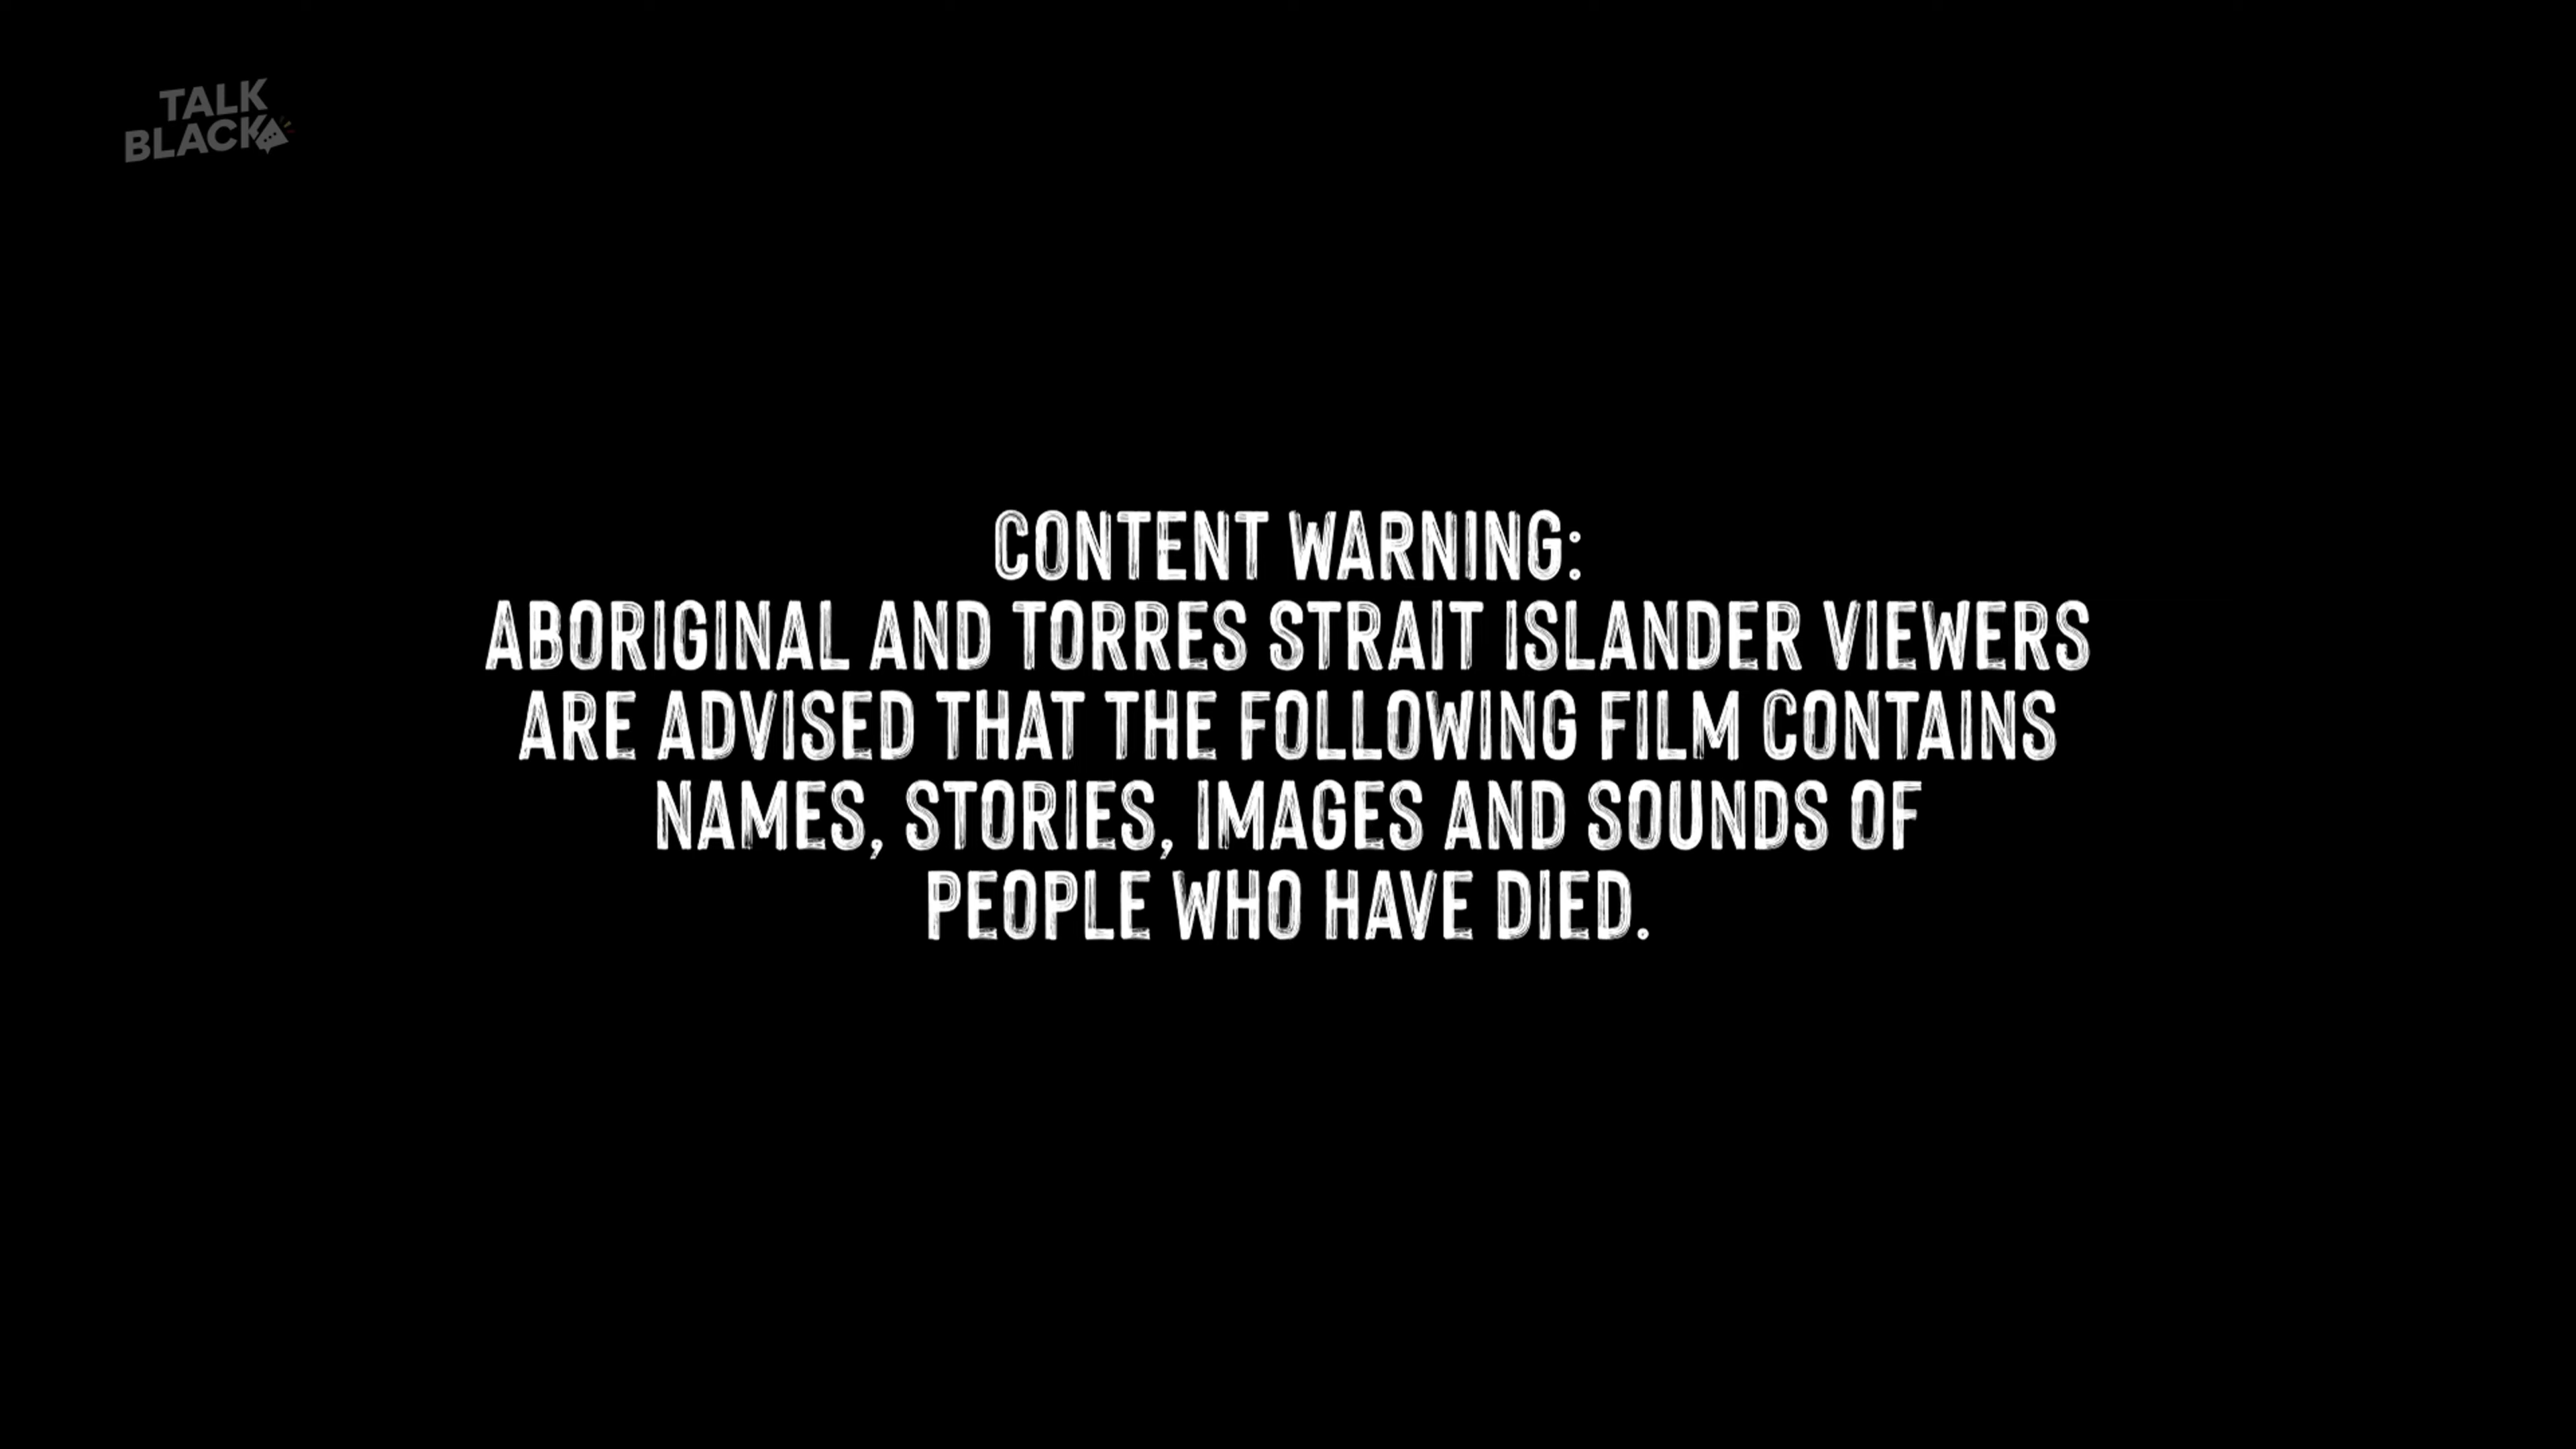 TALK
BLACK
CONTENT WARNING:
ABORIGINAL AND TORRES STRAIT ISLANDER VIEWERS
ARE ADVISED THAT THE FOLLOWING FILM CONTAINS
NAMES, STORIES, IMAGES AND SOUNDS OF
PEOPLE WHO HAVE DIED.